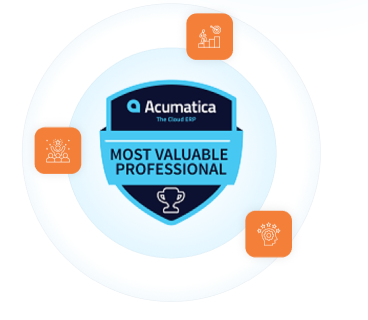 Acumatica
The Cloud ERP
MOST VALUABLE
PROFESSIONAL